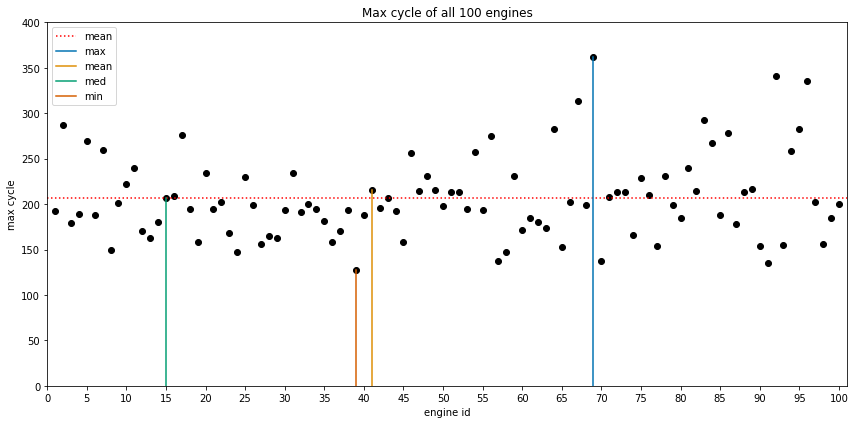 Max cycle of all 100 engines
400
350
300
250
200
150
100
50
0
max cycle
mean
max
mean
med
min
0 5 10 15 20 25 30 35 40 45 50 55 60 65 70 75 80 85 90 95 100
engine id